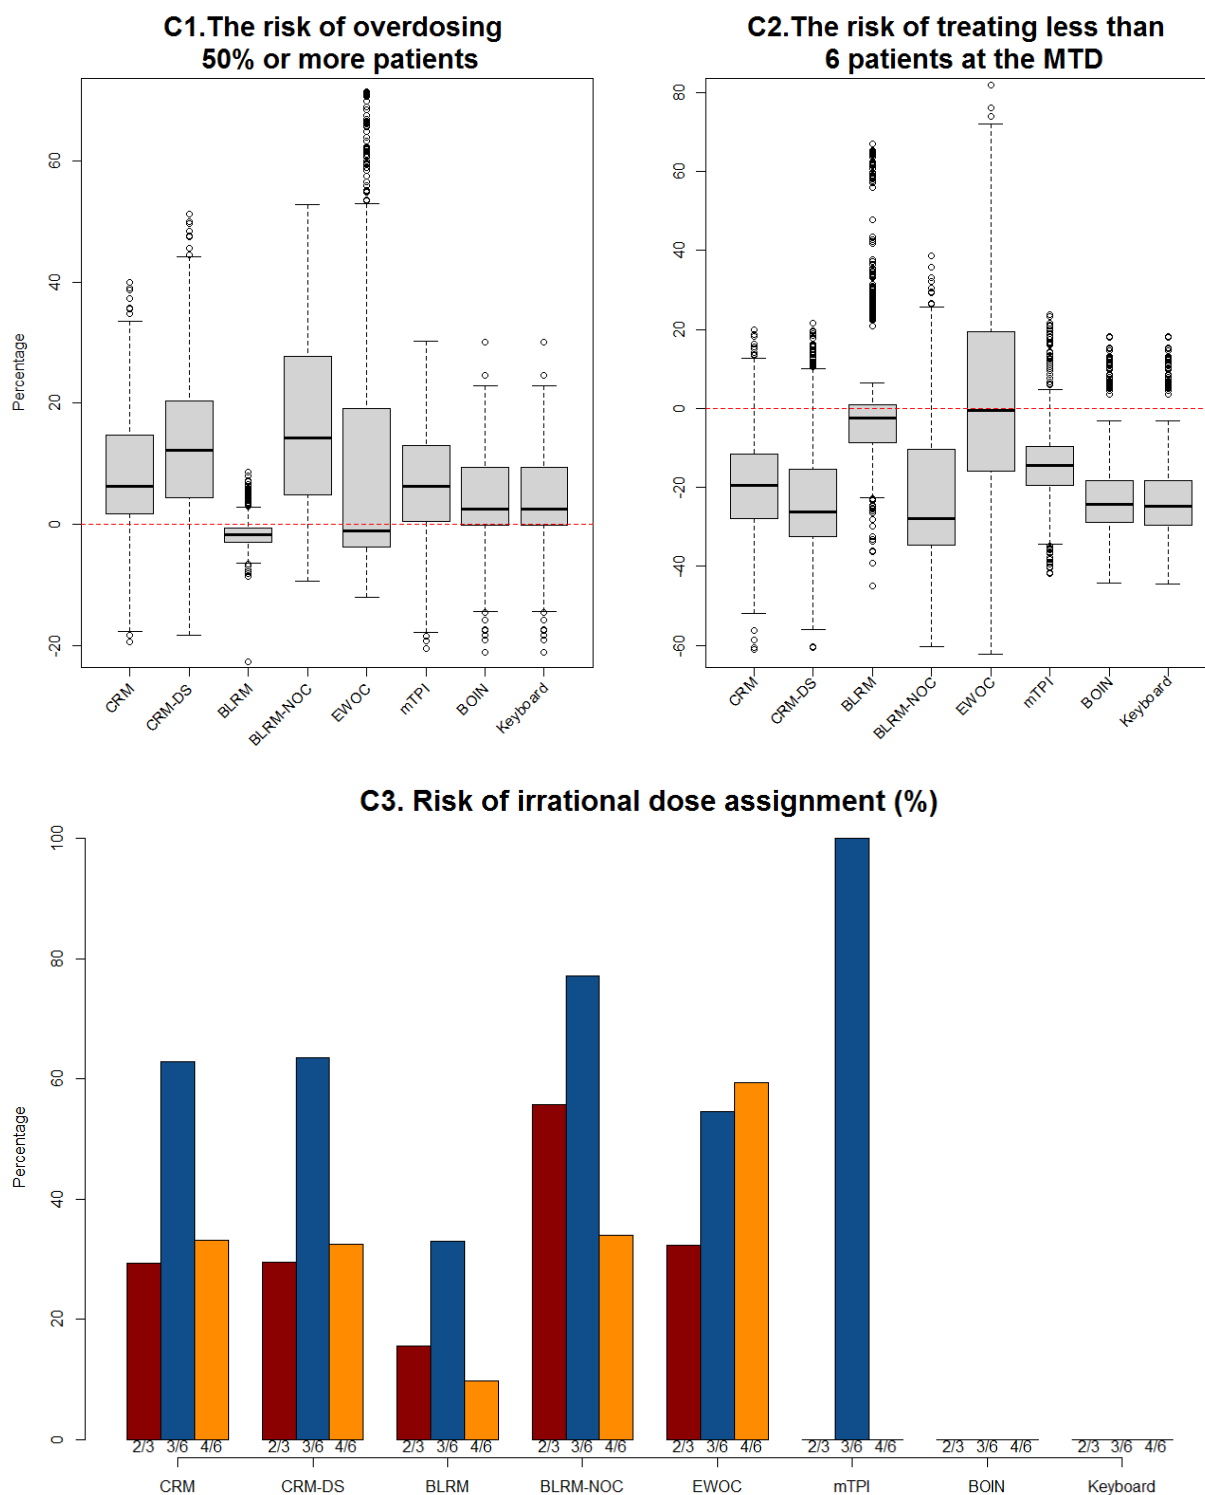 C1.The risk of overdosing
50% or more patients
Percentage
60
40
20
0
-20
CRM
CRM-DS
BLRM
BLRM-NOC
EWOC
mTPI
BOIN
Keyboard
C2.The risk of treating less than
6 patients at the MTD
80
60
40
20
0
-20
-40
-60
CRM
CRM-DS
BLRM
BLRM-NOC
EWOC
mTPI
BOIN
Keyboard
C3. Risk of irrational dose assignment (%)
Percentage
100
80
60
40
20
0
2/3 3/6 4/6 2/3 3/6 4/6 2/3 3/6 4/6 2/3 3/6 4/6 2/3 3/6 4/6 2/3 3/6 4/6 2/3 3/6 4/6 2/3 3/6 4/6
CRM CRM-DS BLRM BLRM-NOC EWOC mTPI BOIN Keyboard